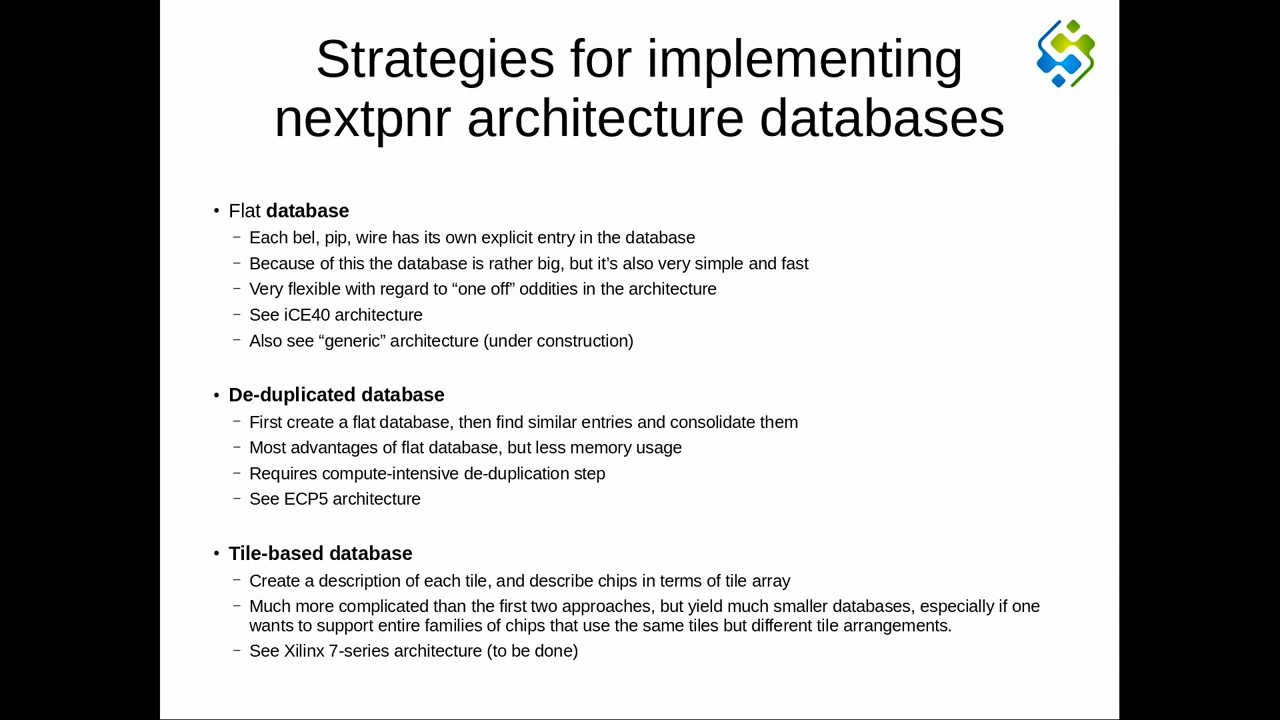 Strategies for implementing
nextpnr architecture databases
• Flat database
– Each bel, pip, wire has its own explicit entry in the database
– Because of this the database is rather big, but it’s also very simple and fast
– Very flexible with regard to “one off” oddities in the architecture
– See iCE40 architecture
– Also see “generic” architecture (under construction)
• De-duplicated database
– First create a flat database, then find similar entries and consolidate them
– Most advantages of flat database, but less memory usage
– Requires compute-intensive de-duplication step
– See ECP5 architecture
• Tile-based database
– Create a description of each tile, and describe chips in terms of tile array
– Much more complicated than the first two approaches, but yield much smaller databases, especially if one
wants to support entire families of chips that use the same tiles but different tile arrangements.
– See Xilinx 7-series architecture (to be done)